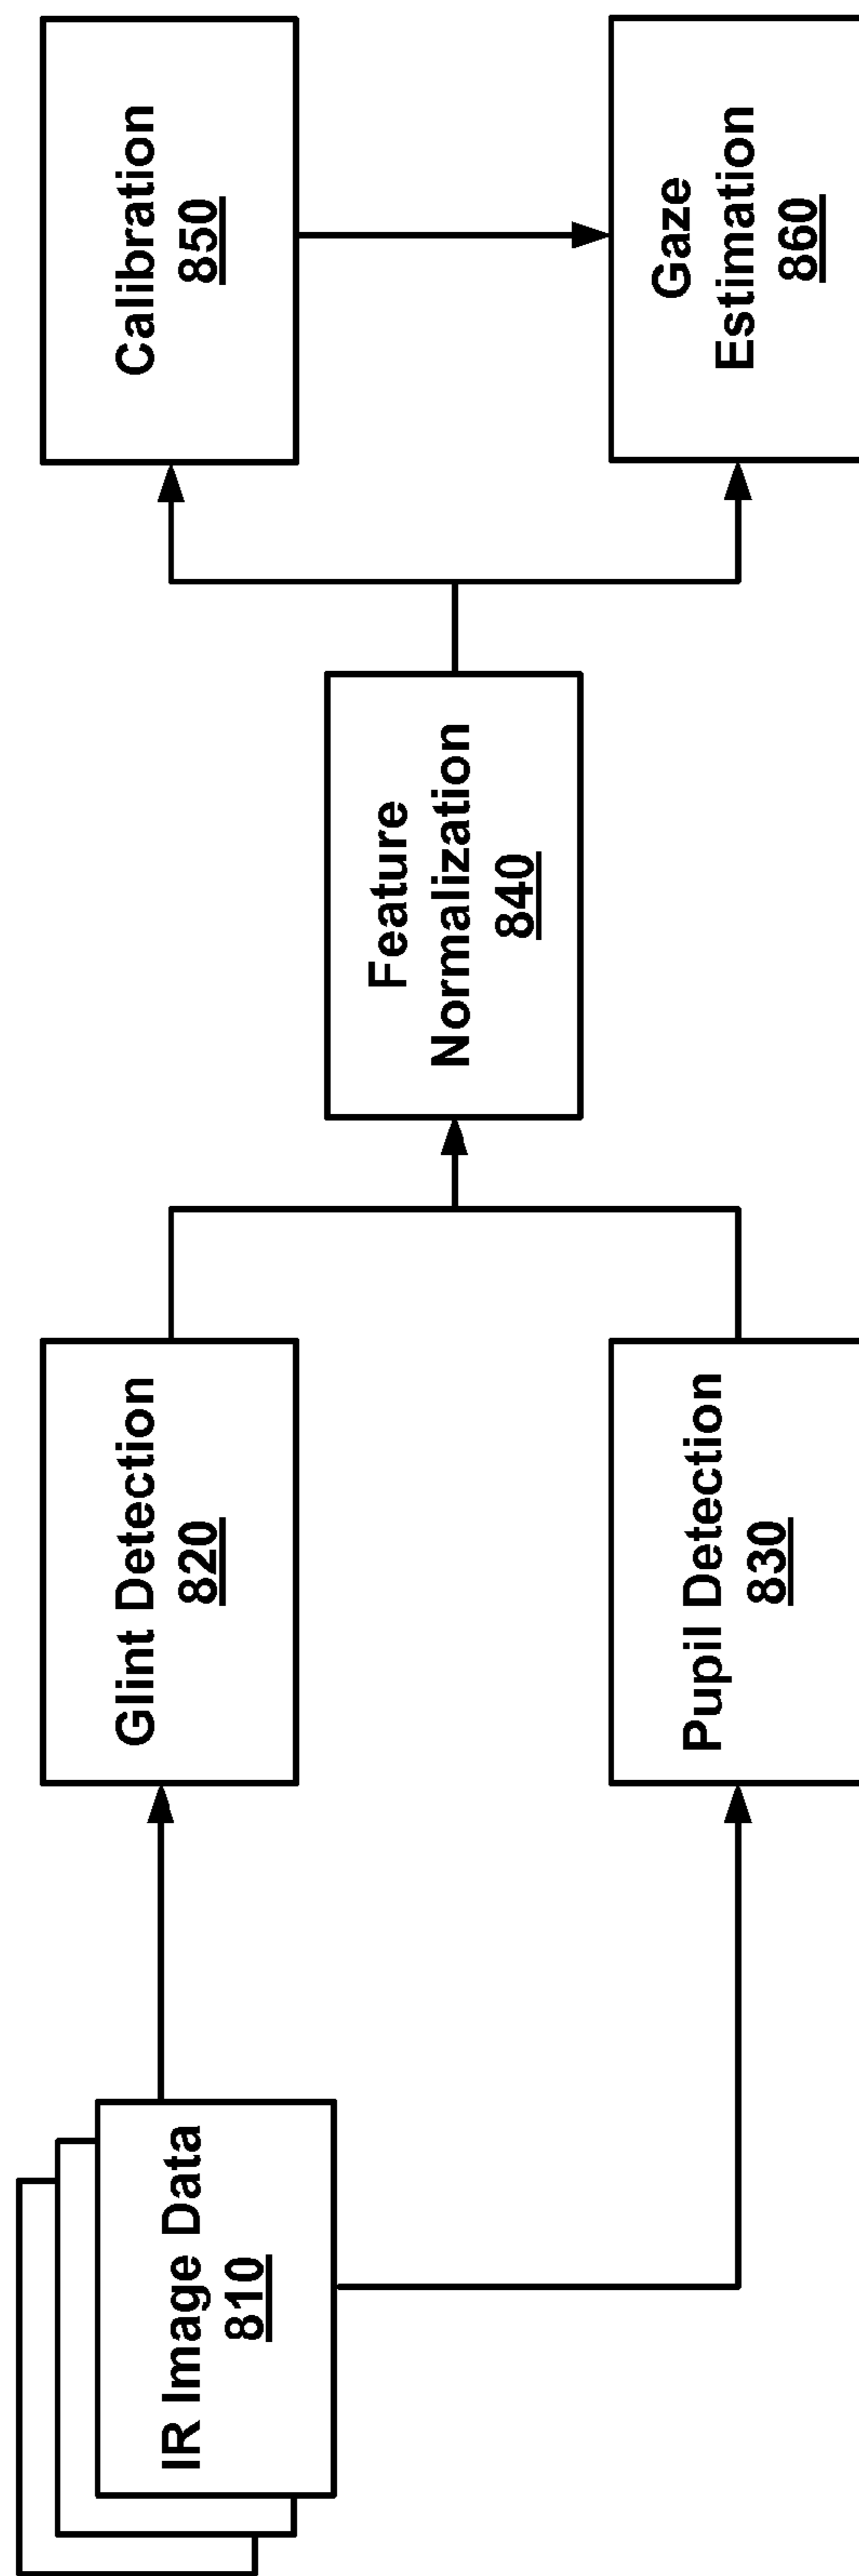 IR Image Data
810
Glint Detection
820
Pupil Detection
830
Feature
Normalization
840
Calibration
850
Gaze
Estimation
860